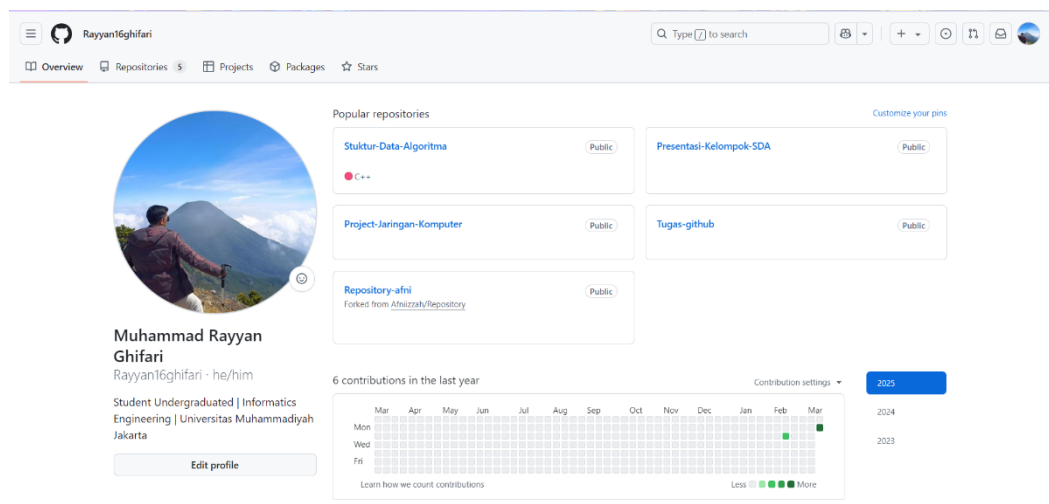 Rayyan16ghifari
Type / to search
Overview
Repositories 5
Projects
Packages
Stars
Muhammad Rayyan
Ghifari
Rayyan16ghifari · he/him
Student Undergraduated | Informatics
Engineering | Universitas Muhammadiyah
Jakarta
Edit profile
Popular repositories
Customize your pins
Stuktur-Data-Algoritma
Public
C++
Presentasi-Kelompok-SDA
Public
Project-Jaringan-Komputer
Public
Tugas-github
Public
Repository-afni
Public
Forked from Afniizzah/Repository
6 contributions in the last year
Contribution settings
2025
2024
2023
Mar Apr May Jun Jul Aug Sep Oct Nov Dec Jan Feb Mar
Mon
Wed
Fri
Learn how we count contributions
Less
More